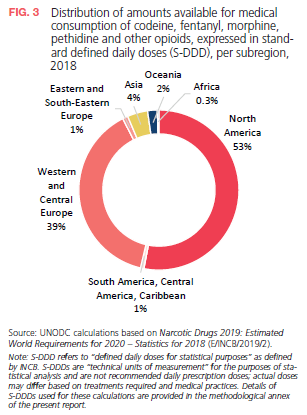 FIG. 3 Distribution of amounts available for medical
consumption of codeine, fentanyl, morphine,
pethidine and other opioids, expressed in stand-
ard defined daily doses (S-DDD), per subregion,
2018
Oceania
2%
Asia
4%
Africa
0.3%
Eastern and
South-Eastern
Europe
1%
North
America
53%
Western
and
Central
Europe
39%
South America, Central
America, Caribbean
1%
Source: UNODC calculations based on Narcotic Drugs 2019: Estimated
World Requirements for 2020 – Statistics for 2018 (E/INCB/2019/2).
Note: S-DDD refers to “defined daily doses for statistical purposes” as defined
by INCB. S-DDDs are “technical units of measurement” for the purposes of sta-
tistical analysis and are not recommended daily prescription doses; actual doses
may differ based on treatments required and medical practices. Details of
S-DDDs used for these calculations are provided in the methodological annex
of the present report.